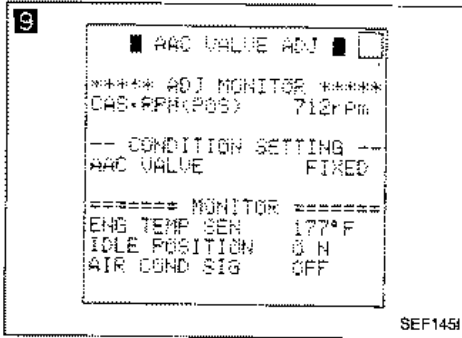 9
■ AAC VALVE ADJ ■ □
***** ADJ MONITOR *****
CAS•RPM(POS) 712rpm
-- CONDITION SETTING --
AAC VALVE FIXED
======= MONITOR =======
ENG TEMP SEN 177°F
IDLE POSITION O N
AIR COND SIG OFF
SEF145I